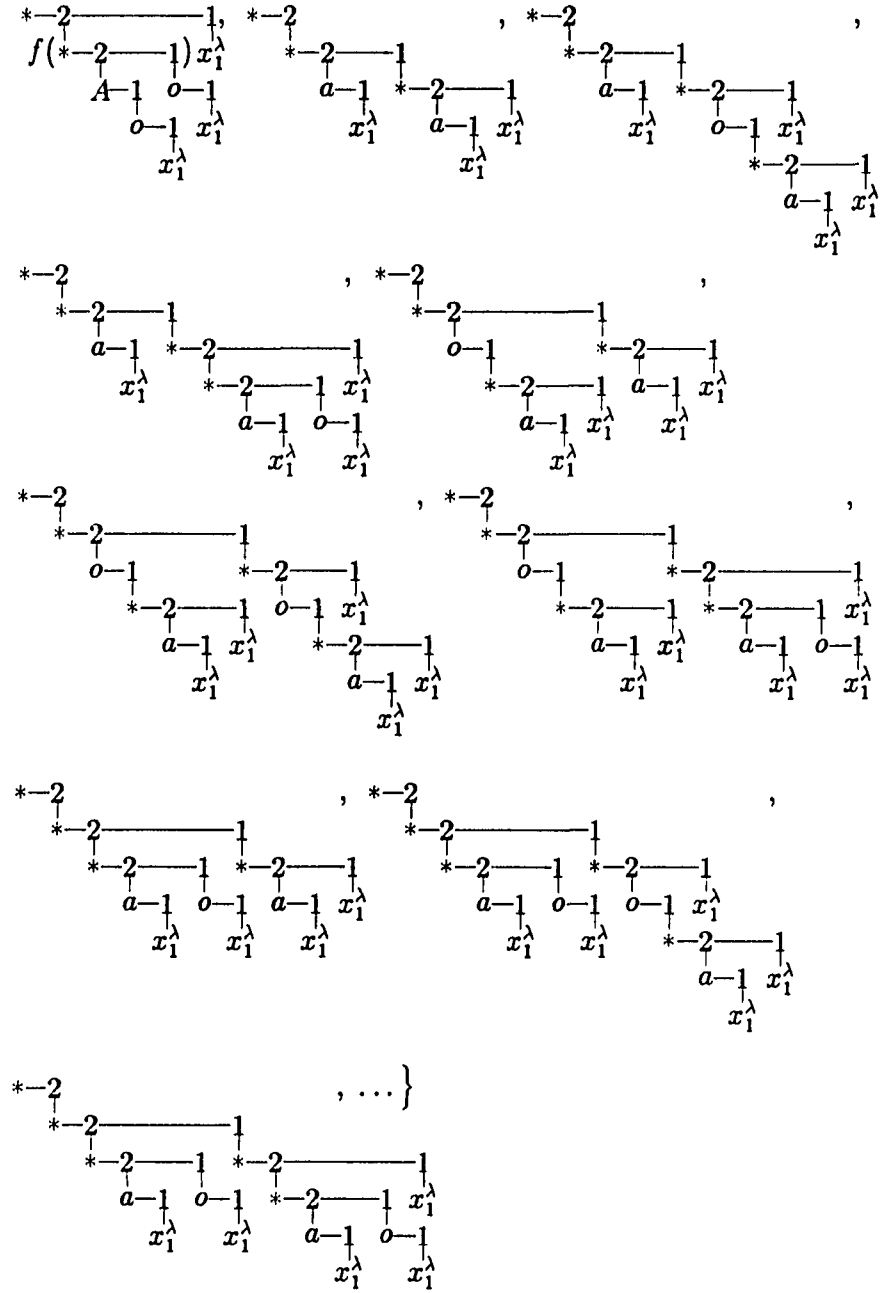 *—2———1, *—2 , *—2 ,
f(*—2—1) x₁^λ *—2—1 *—2—1
A—1 o—1 a—1 *—2—1 a—1 *—2—1
o—1 x₁^λ x₁^λ a—1 x₁^λ x₁^λ o—1 x₁^λ
x₁^λ x₁^λ *—2—1
a—1 x₁^λ
x₁^λ
*—2 , *—2 ,
*—2—1 *—2———1
a—1 *—2———1 o—1 *—2—1
x₁^λ *—2—1 x₁^λ *—2—1 a—1 x₁^λ
a—1 o—1 a—1 x₁^λ x₁^λ
x₁^λ x₁^λ x₁^λ
*—2 , *—2 ,
*—2———1 *—2———1
o—1 *—2—1 o—1 *—2———1
*—2—1 o—1 x₁^λ *—2—1 *—2—1 x₁^λ
a—1 x₁^λ *—2—1 a—1 x₁^λ a—1 o—1
x₁^λ a—1 x₁^λ x₁^λ x₁^λ x₁^λ
x₁^λ
*—2 , *—2 ,
*—2———1 *—2———1
*—2—1 *—2—1 *—2—1 *—2—1
a—1 o—1 a—1 x₁^λ a—1 o—1 o—1 x₁^λ
x₁^λ x₁^λ x₁^λ x₁^λ x₁^λ *—2—1
a—1 x₁^λ
x₁^λ
*—2 , ...}
*—2———1
*—2—1 *—2———1
a—1 o—1 *—2—1 x₁^λ
x₁^λ x₁^λ a—1 o—1
x₁^λ x₁^λ